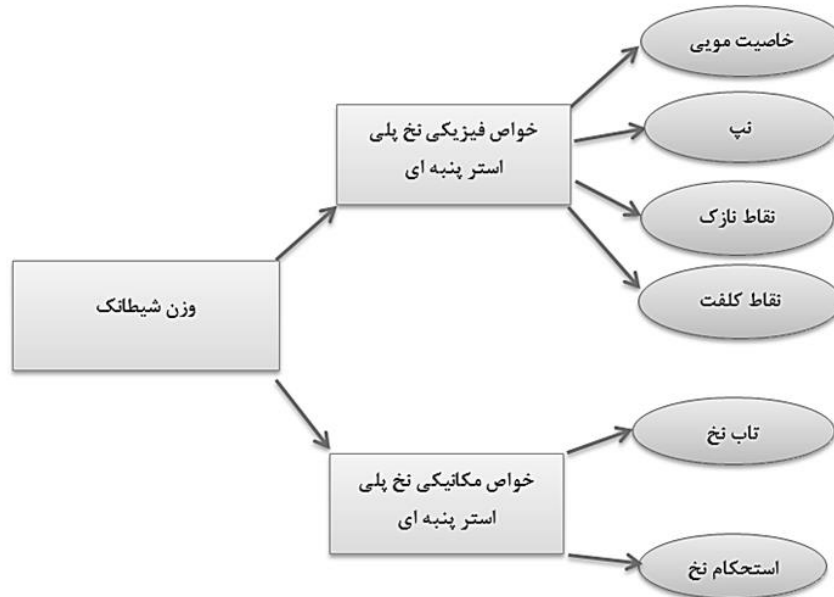 خاصیت مویی
خواص فیزیکی نخ پلی
استر پنبه ای
نپ
نقاط نازک
نقاط کلفت
وزن شیطانک
تاب نخ
خواص مکانیکی نخ پلی
استر پنبه ای
استحکام نخ